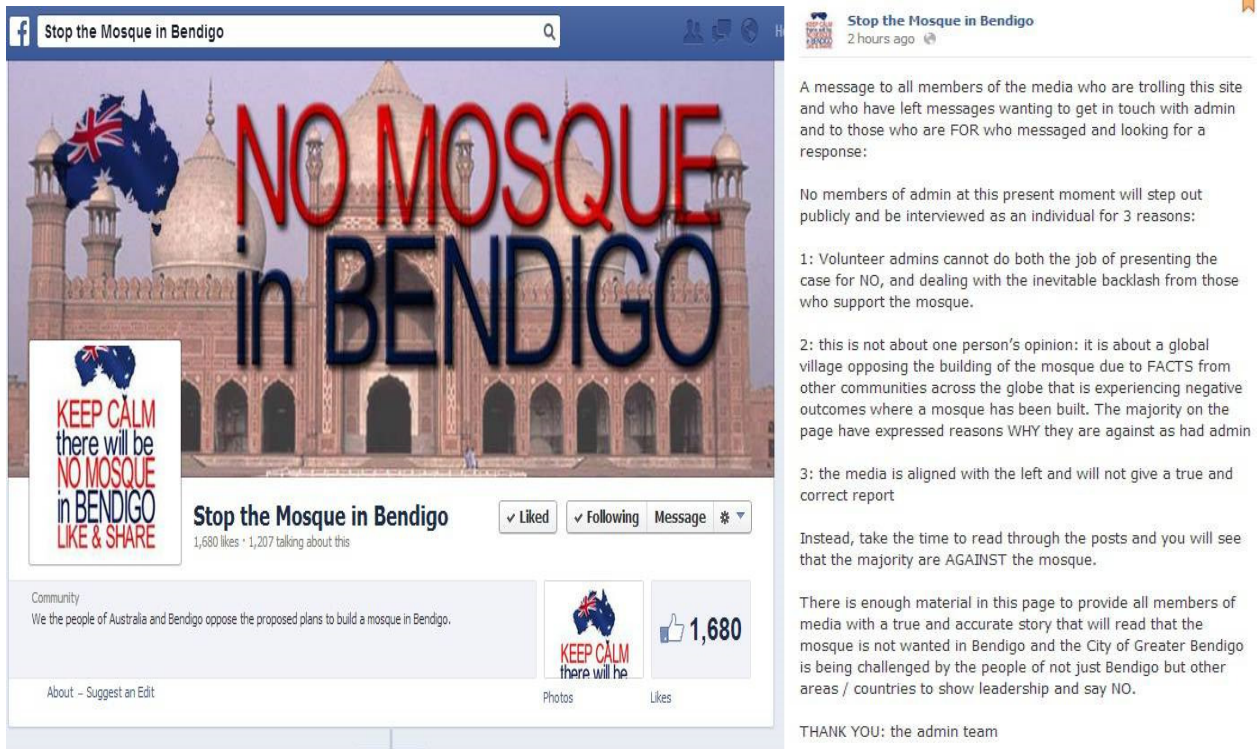 Stop the Mosque in Bendigo
NO MOSQUE
in BENDIGO
KEEP CALM
there will be
NO MOSQUE
in BENDIGO
LIKE & SHARE
Stop the Mosque in Bendigo
1,680 likes · 1,207 talking about this
✓ Liked
✓ Following
Message
Community
We the people of Australia and Bendigo oppose the proposed plans to build a mosque in Bendigo.
About – Suggest an Edit
KEEP CALM
there will be
Photos
1,680
Likes
Stop the Mosque in Bendigo
2 hours ago
A message to all members of the media who are trolling this site
and who have left messages wanting to get in touch with admin
and to those who are FOR who messaged and looking for a
response:
No members of admin at this present moment will step out
publicly and be interviewed as an individual for 3 reasons:
1: Volunteer admins cannot do both the job of presenting the
case for NO, and dealing with the inevitable backlash from those
who support the mosque.
2: this is not about one person's opinion: it is about a global
village opposing the building of the mosque due to FACTS from
other communities across the globe that is experiencing negative
outcomes where a mosque has been built. The majority on the
page have expressed reasons WHY they are against as had admin
3: the media is aligned with the left and will not give a true and
correct report
Instead, take the time to read through the posts and you will see
that the majority are AGAINST the mosque.
There is enough material in this page to provide all members of
media with a true and accurate story that will read that the
mosque is not wanted in Bendigo and the City of Greater Bendigo
is being challenged by the people of not just Bendigo but other
areas / countries to show leadership and say NO.
THANK YOU: the admin team